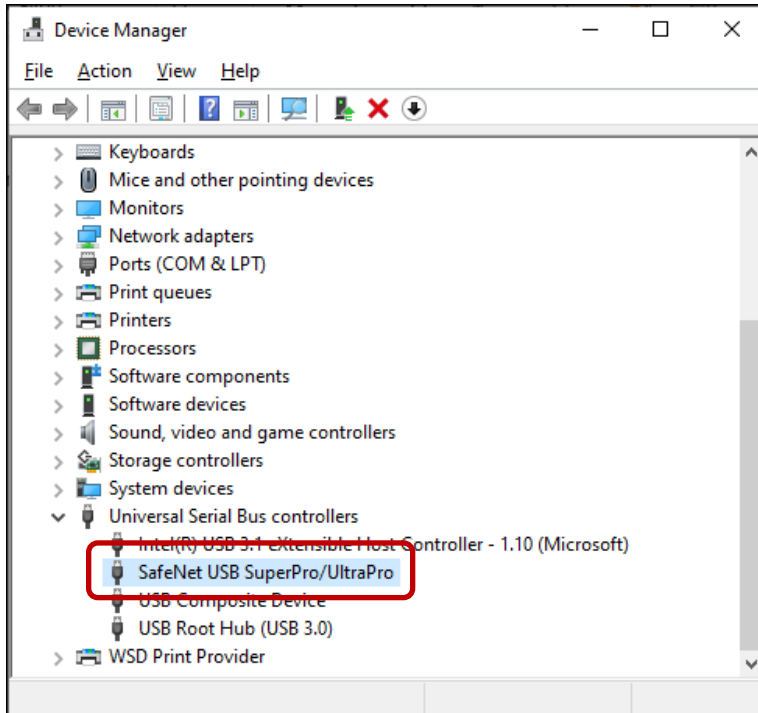 Device Manager
File Action View Help
Keyboards
Mice and other pointing devices
Monitors
Network adapters
Ports (COM & LPT)
Print queues
Printers
Processors
Software components
Software devices
Sound, video and game controllers
Storage controllers
System devices
Universal Serial Bus controllers
Intel(R) USB 3.1 eXtensible Host Controller - 1.10 (Microsoft)
SafeNet USB SuperPro/UltraPro
USB Composite Device
USB Root Hub (USB 3.0)
WSD Print Provider